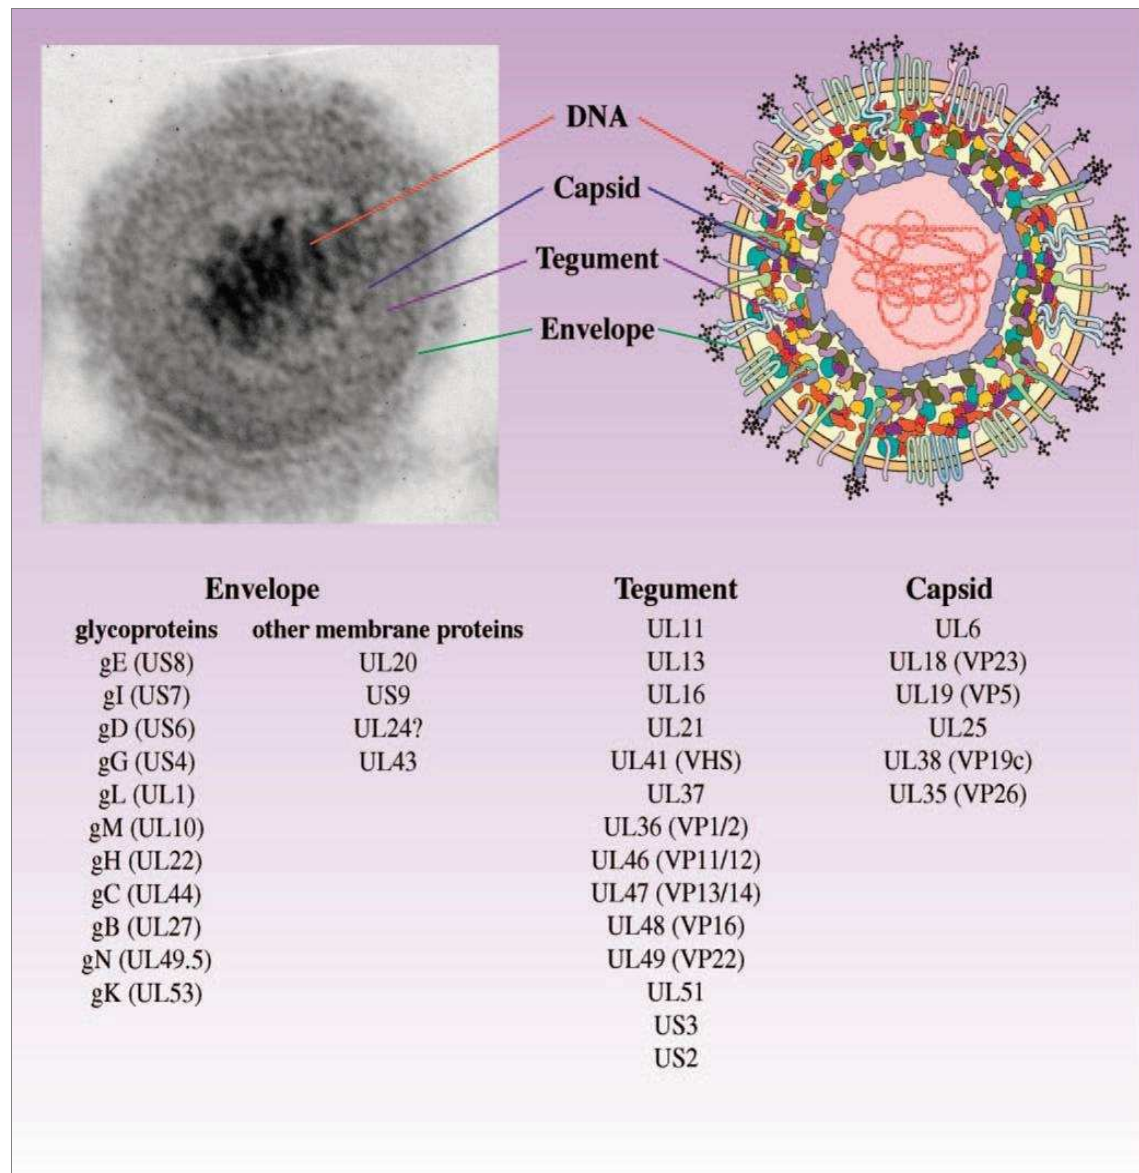 DNA
Capsid
Tegument
Envelope
Envelope
glycoproteins
gE (US8)
gI (US7)
gD (US6)
gG (US4)
gL (UL1)
gM (UL10)
gH (UL22)
gC (UL44)
gB (UL27)
gN (UL49.5)
gK (UL53)
other membrane proteins
UL20
US9
UL24?
UL43
Tegument
UL11
UL13
UL16
UL21
UL41 (VHS)
UL37
UL36 (VP1/2)
UL46 (VP11/12)
UL47 (VP13/14)
UL48 (VP16)
UL49 (VP22)
UL51
US3
US2
Capsid
UL6
UL18 (VP23)
UL19 (VP5)
UL25
UL38 (VP19c)
UL35 (VP26)